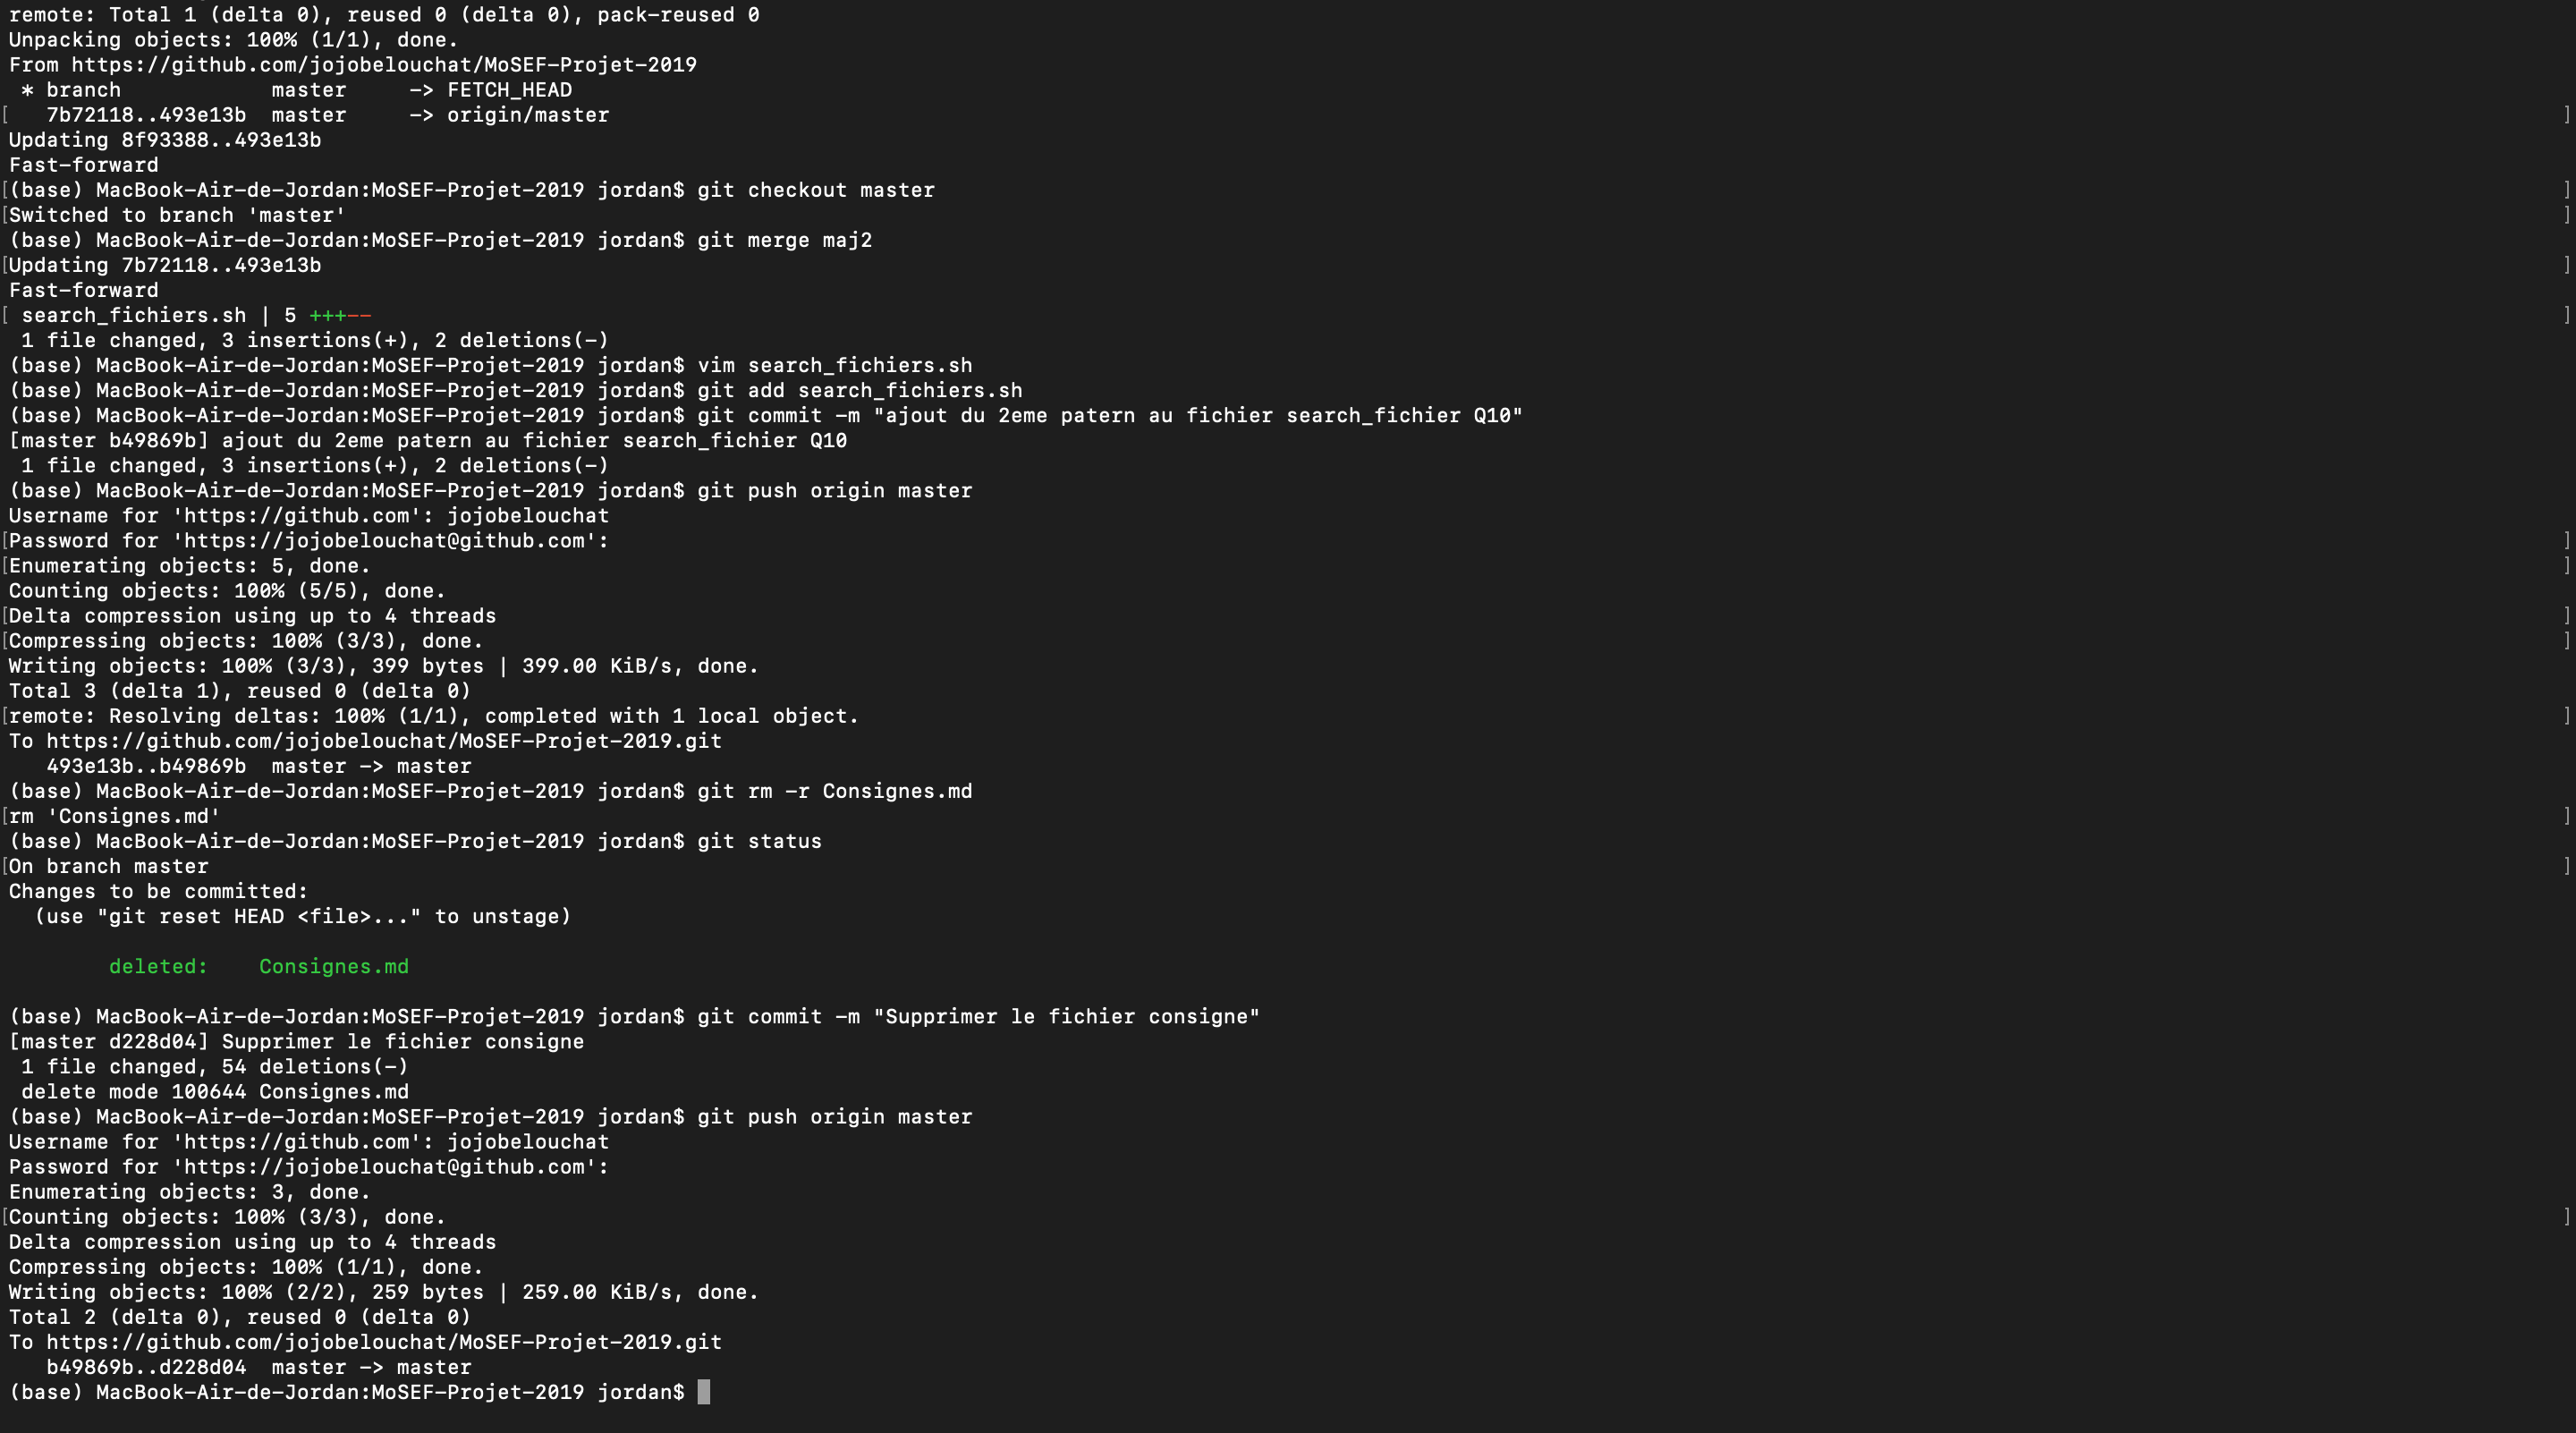 remote: Total 1 (delta 0), reused 0 (delta 0), pack-reused 0
Unpacking objects: 100% (1/1), done.
From https://github.com/jojobelouchat/MoSEF-Projet-2019
 * branch            master     -> FETCH_HEAD
[   7b72118..493e13b  master     -> origin/master ]
Updating 8f93388..493e13b
Fast-forward
[(base) MacBook-Air-de-Jordan:MoSEF-Projet-2019 jordan$ git checkout master ]
[Switched to branch 'master' ]
(base) MacBook-Air-de-Jordan:MoSEF-Projet-2019 jordan$ git merge maj2
[Updating 7b72118..493e13b ]
Fast-forward
[ search_fichiers.sh | 5 +++-- ]
 1 file changed, 3 insertions(+), 2 deletions(-)
(base) MacBook-Air-de-Jordan:MoSEF-Projet-2019 jordan$ vim search_fichiers.sh
(base) MacBook-Air-de-Jordan:MoSEF-Projet-2019 jordan$ git add search_fichiers.sh
(base) MacBook-Air-de-Jordan:MoSEF-Projet-2019 jordan$ git commit -m "ajout du 2eme patern au fichier search_fichier Q10"
[master b49869b] ajout du 2eme patern au fichier search_fichier Q10
 1 file changed, 3 insertions(+), 2 deletions(-)
(base) MacBook-Air-de-Jordan:MoSEF-Projet-2019 jordan$ git push origin master
Username for 'https://github.com': jojobelouchat
[Password for 'https://jojobelouchat@github.com': ]
[Enumerating objects: 5, done. ]
Counting objects: 100% (5/5), done.
[Delta compression using up to 4 threads ]
[Compressing objects: 100% (3/3), done. ]
Writing objects: 100% (3/3), 399 bytes | 399.00 KiB/s, done.
Total 3 (delta 1), reused 0 (delta 0)
[remote: Resolving deltas: 100% (1/1), completed with 1 local object. ]
To https://github.com/jojobelouchat/MoSEF-Projet-2019.git
   493e13b..b49869b  master -> master
(base) MacBook-Air-de-Jordan:MoSEF-Projet-2019 jordan$ git rm -r Consignes.md
[rm 'Consignes.md' ]
(base) MacBook-Air-de-Jordan:MoSEF-Projet-2019 jordan$ git status
[On branch master ]
Changes to be committed:
  (use "git reset HEAD <file>..." to unstage)
        deleted:    Consignes.md
(base) MacBook-Air-de-Jordan:MoSEF-Projet-2019 jordan$ git commit -m "Supprimer le fichier consigne"
[master d228d04] Supprimer le fichier consigne
 1 file changed, 54 deletions(-)
 delete mode 100644 Consignes.md
(base) MacBook-Air-de-Jordan:MoSEF-Projet-2019 jordan$ git push origin master
Username for 'https://github.com': jojobelouchat
Password for 'https://jojobelouchat@github.com':
Enumerating objects: 3, done.
[Counting objects: 100% (3/3), done. ]
Delta compression using up to 4 threads
Compressing objects: 100% (1/1), done.
Writing objects: 100% (2/2), 259 bytes | 259.00 KiB/s, done.
Total 2 (delta 0), reused 0 (delta 0)
To https://github.com/jojobelouchat/MoSEF-Projet-2019.git
   b49869b..d228d04  master -> master
(base) MacBook-Air-de-Jordan:MoSEF-Projet-2019 jordan$